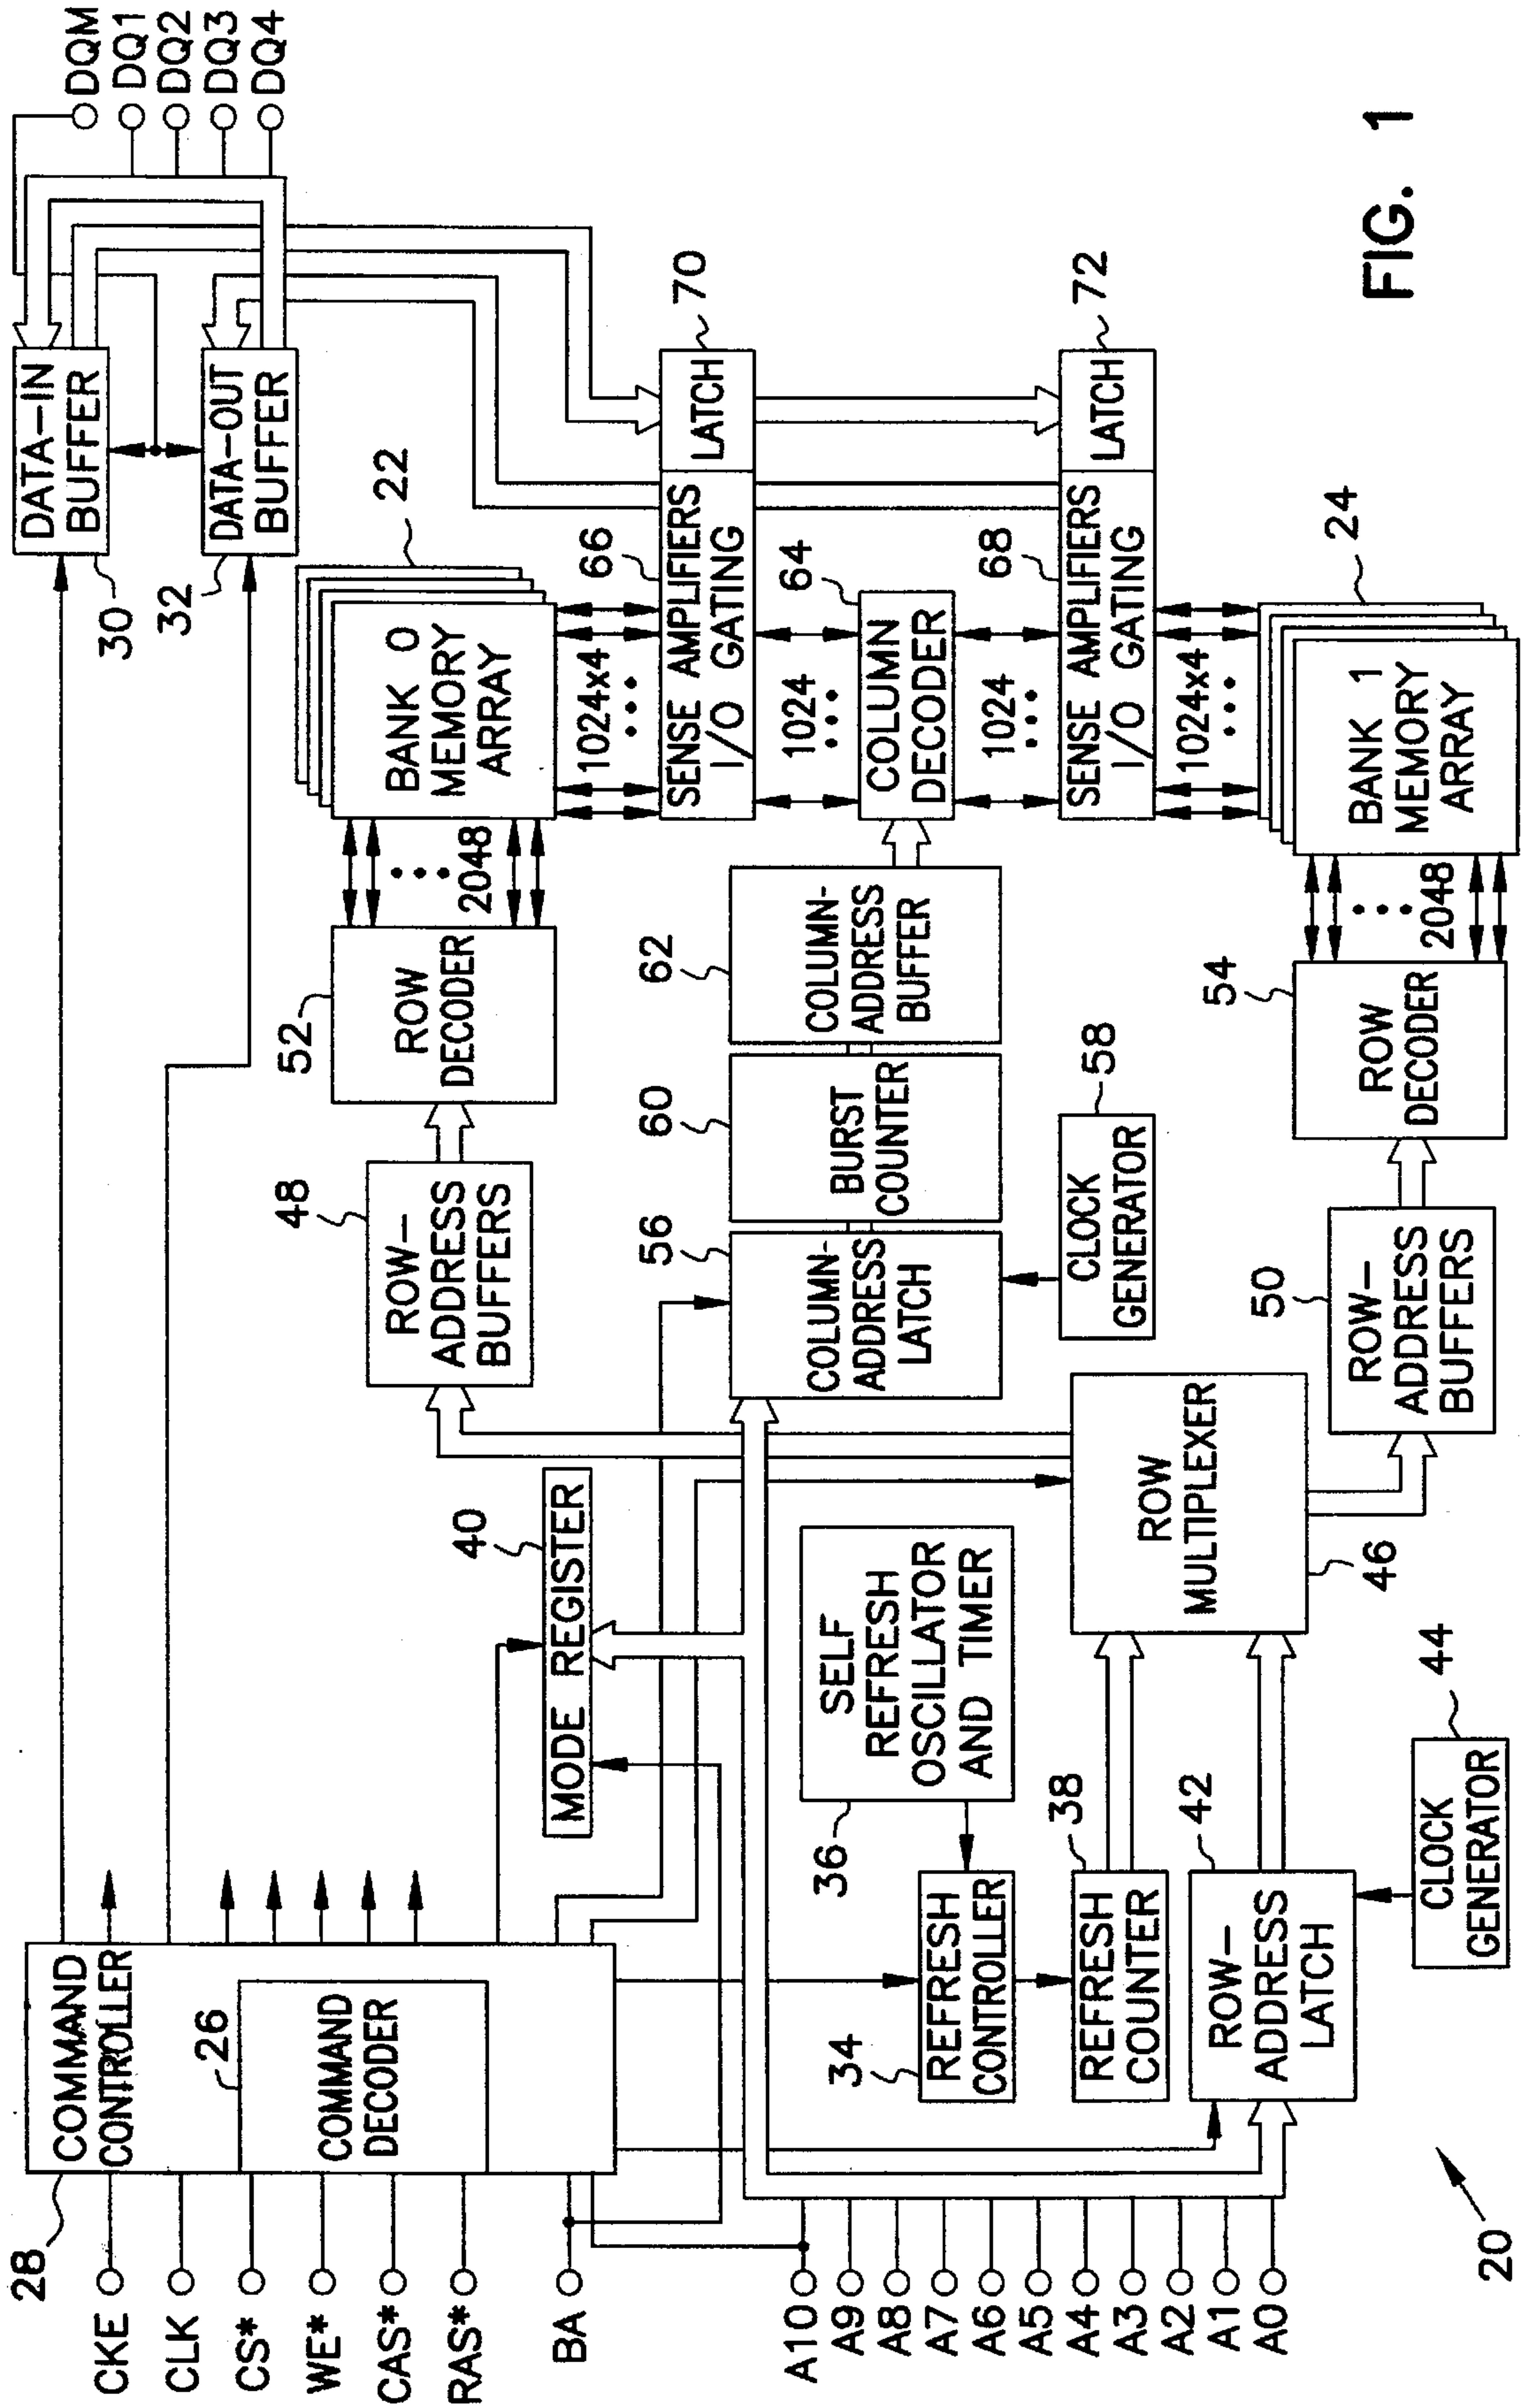 28
COMMAND
CONTROLLER
26
COMMAND
DECODER
CKE
CLK
CS*
WE*
CAS*
RAS*
BA
A10
A9
A8
A7
A6
A5
A4
A3
A2
A1
A0
20
DATA-IN
BUFFER
30
DATA-OUT
BUFFER
32
DQM
DQ1
DQ2
DQ3
DQ4
MODE REGISTER
40
48
ROW-
ADDRESS
BUFFERS
52
ROW
DECODER
2048
BANK 0
MEMORY
ARRAY
22
1024x4
66
SENSE AMPLIFIERS
I/O GATING
LATCH
70
1024
56
COLUMN-
ADDRESS
LATCH
60
BURST
COUNTER
62
COLUMN-
ADDRESS
BUFFER
COLUMN
DECODER
64
1024
68
SENSE AMPLIFIERS
I/O GATING
LATCH
72
1024x4
CLOCK
GENERATOR
58
SELF
REFRESH
OSCILLATOR
AND TIMER
36
34
REFRESH
CONTROLLER
REFRESH
COUNTER
38
ROW-
ADDRESS
LATCH
42
CLOCK
GENERATOR
44
ROW
MULTIPLEXER
46
50
ROW-
ADDRESS
BUFFERS
54
ROW
DECODER
2048
BANK 1
MEMORY
ARRAY
24
FIG. 1